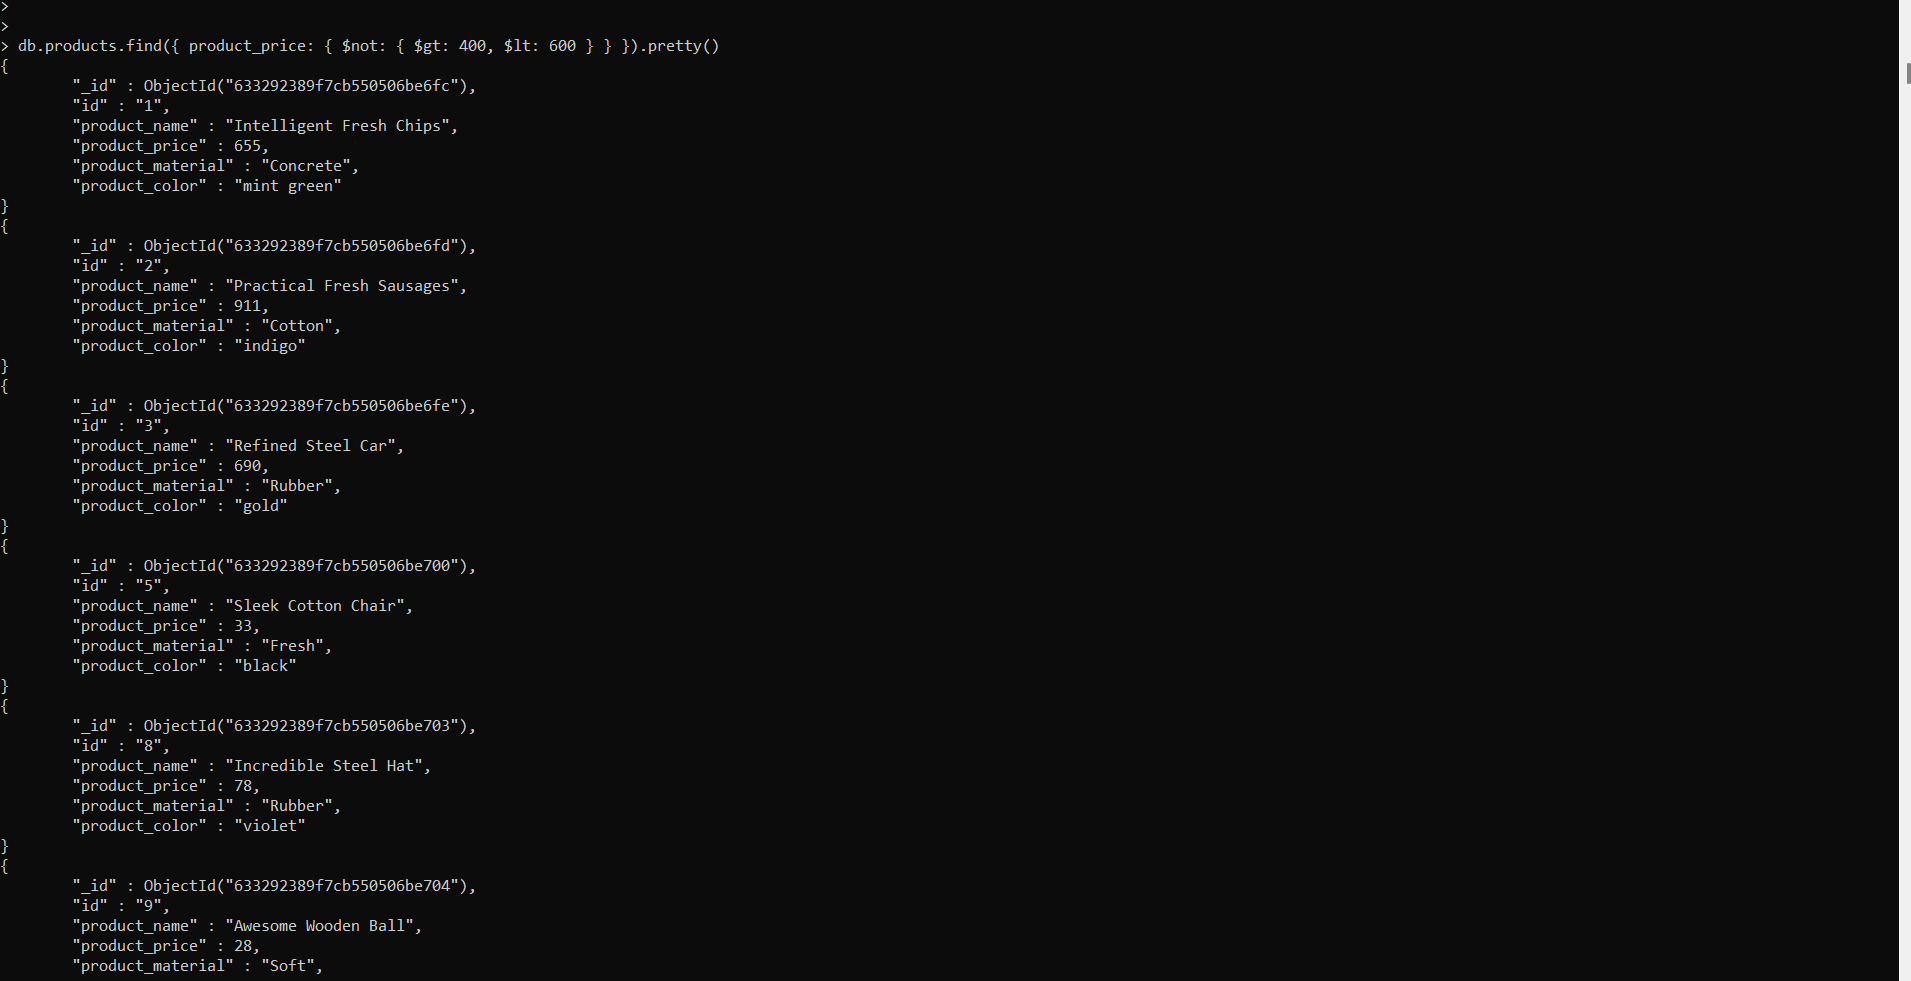 >
>
> db.products.find({ product_price: { $not: { $gt: 400, $lt: 600 } } }).pretty()
{
        "_id" : ObjectId("633292389f7cb550506be6fc"),
        "id" : "1",
        "product_name" : "Intelligent Fresh Chips",
        "product_price" : 655,
        "product_material" : "Concrete",
        "product_color" : "mint green"
}
{
        "_id" : ObjectId("633292389f7cb550506be6fd"),
        "id" : "2",
        "product_name" : "Practical Fresh Sausages",
        "product_price" : 911,
        "product_material" : "Cotton",
        "product_color" : "indigo"
}
{
        "_id" : ObjectId("633292389f7cb550506be6fe"),
        "id" : "3",
        "product_name" : "Refined Steel Car",
        "product_price" : 690,
        "product_material" : "Rubber",
        "product_color" : "gold"
}
{
        "_id" : ObjectId("633292389f7cb550506be700"),
        "id" : "5",
        "product_name" : "Sleek Cotton Chair",
        "product_price" : 33,
        "product_material" : "Fresh",
        "product_color" : "black"
}
{
        "_id" : ObjectId("633292389f7cb550506be703"),
        "id" : "8",
        "product_name" : "Incredible Steel Hat",
        "product_price" : 78,
        "product_material" : "Rubber",
        "product_color" : "violet"
}
{
        "_id" : ObjectId("633292389f7cb550506be704"),
        "id" : "9",
        "product_name" : "Awesome Wooden Ball",
        "product_price" : 28,
        "product_material" : "Soft",